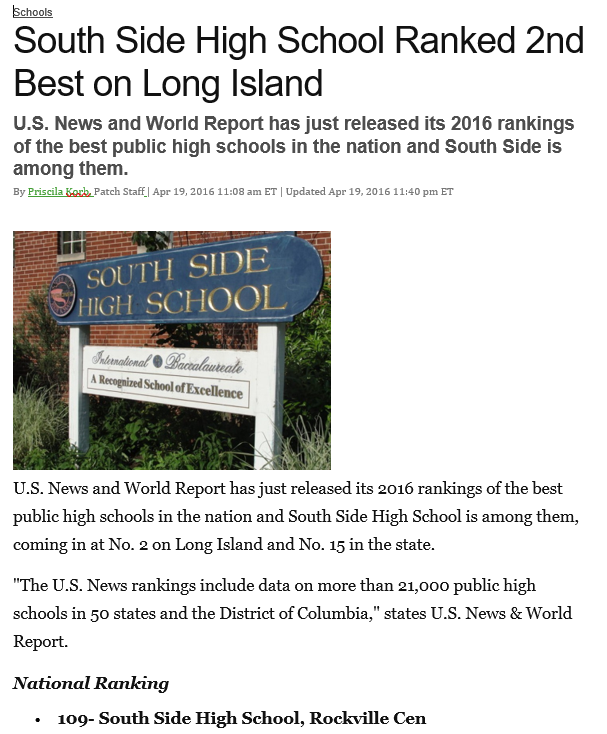 Schools
South Side High School Ranked 2nd
Best on Long Island
U.S. News and World Report has just released its 2016 rankings
of the best public high schools in the nation and South Side is
among them.
By Priscila Korb, Patch Staff | Apr 19, 2016 11:08 am ET | Updated Apr 19, 2016 11:40 pm ET
SOUTH SIDE
HIGH SCHOOL
International Baccalaureate
A Recognized School of Excellence
U.S. News and World Report has just released its 2016 rankings of the best
public high schools in the nation and South Side High School is among them,
coming in at No. 2 on Long Island and No. 15 in the state.
"The U.S. News rankings include data on more than 21,000 public high
schools in 50 states and the District of Columbia," states U.S. News & World
Report.
National Ranking
• 109- South Side High School, Rockville Cen